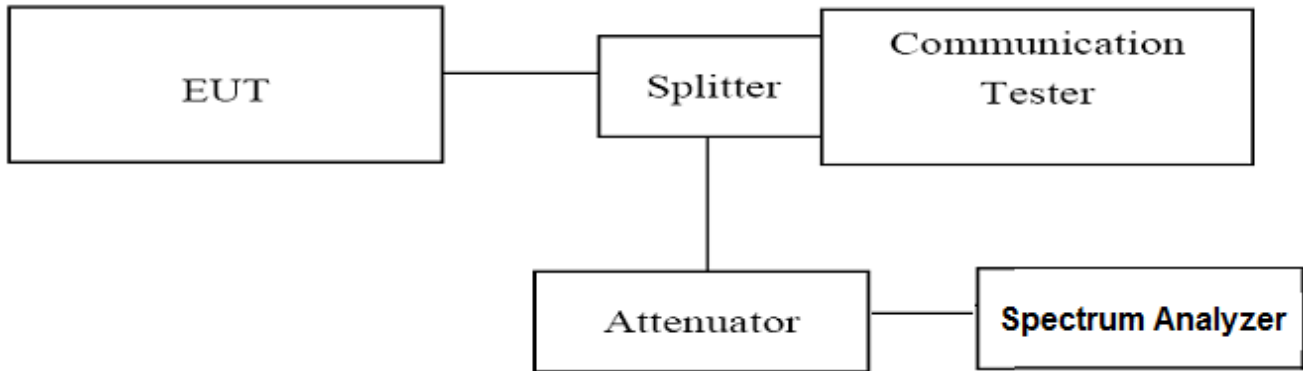 EUT
Splitter
Communication
Tester
Attenuator
Spectrum Analyzer